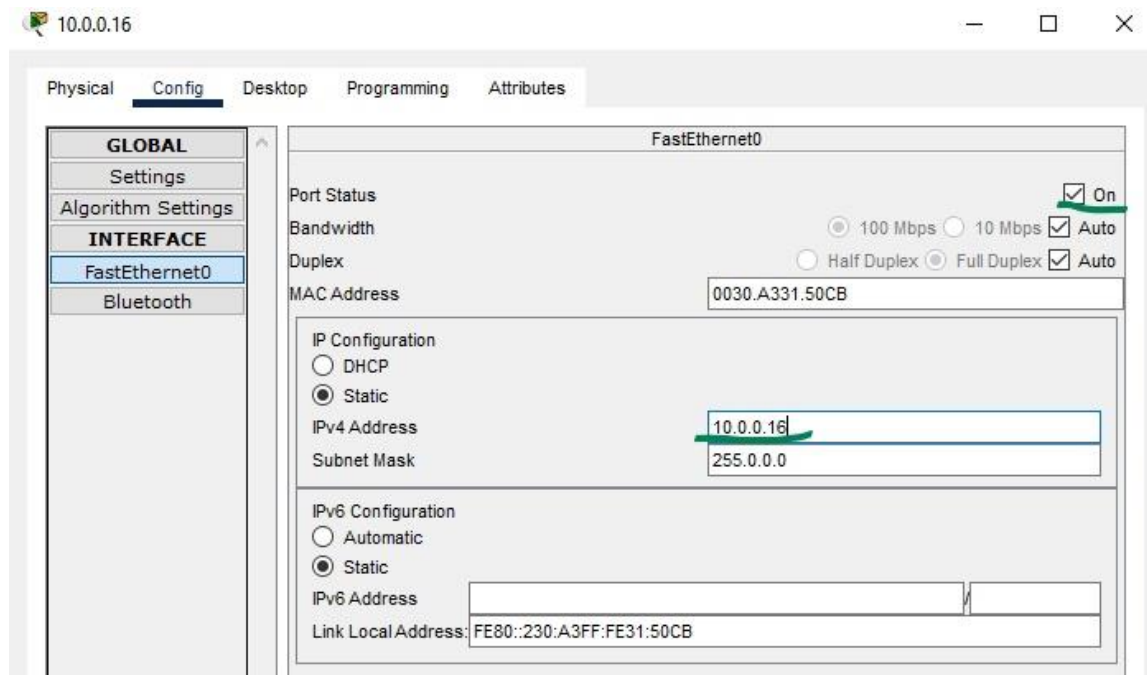 10.0.0.16
Physical Config Desktop Programming Attributes
GLOBAL
Settings
Algorithm Settings
INTERFACE
FastEthernet0
Bluetooth
FastEthernet0
Port Status On
Bandwidth 100 Mbps 10 Mbps Auto
Duplex Half Duplex Full Duplex Auto
MAC Address 0030.A331.50CB
IP Configuration
DHCP
Static
IPv4 Address 10.0.0.16
Subnet Mask 255.0.0.0
IPv6 Configuration
Automatic
Static
IPv6 Address /
Link Local Address: FE80::230:A3FF:FE31:50CB